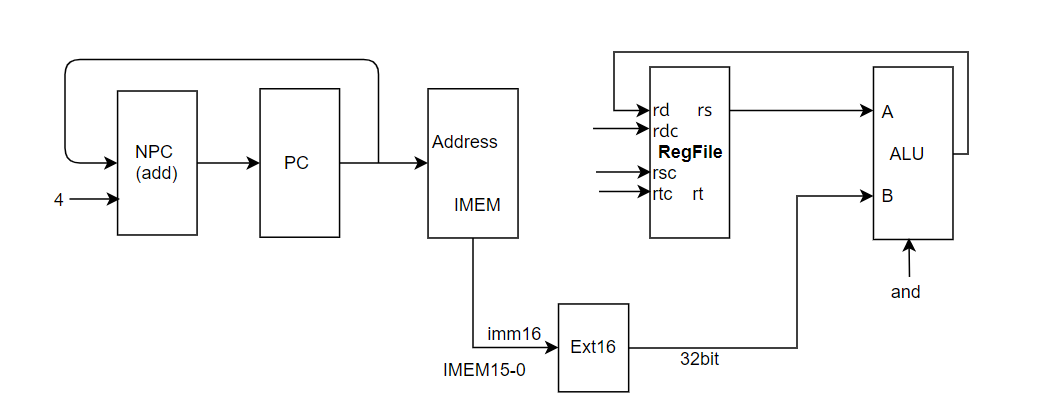 NPC
(add)
4
PC
Address
IMEM
imm16
IMEM15-0
Ext16
32bit
rd rs
rdc
RegFile
rsc
rtc rt
A
ALU
B
and